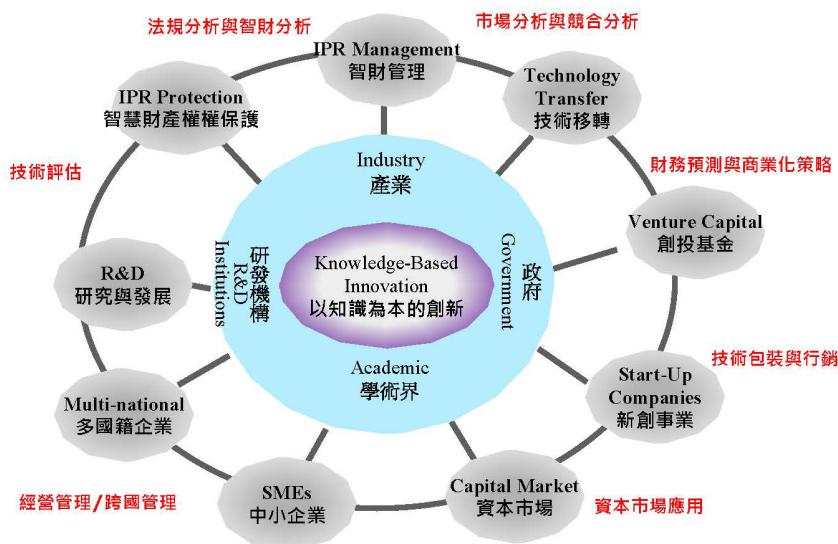 法規分析與智財分析
市場分析與競合分析
IPR Management
智財管理
Technology
Transfer
技術移轉
IPR Protection
智慧財產權權保護
技術評估
財務預測與商業化策略
Industry
產業
Venture Capital
創投基金
研發機構
R&D
Institutions
Knowledge-Based
Innovation
以知識為本的創新
政府
Government
R&D
研究與發展
Academic
學術界
技術包裝與行銷
Start-Up
Companies
新創事業
Multi-national
多國籍企業
SMEs
中小企業
Capital Market
資本市場
經營管理/跨國管理
資本市場應用